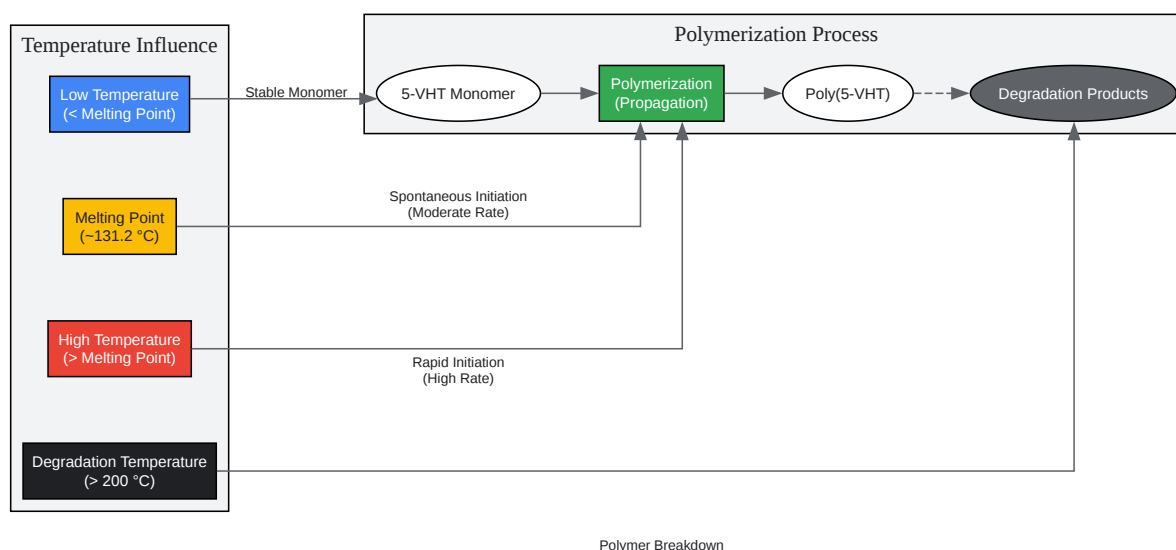 Temperature Influence
Low Temperature
(< Melting Point)
Melting Point
(~131.2 °C)
High Temperature
(> Melting Point)
Degradation Temperature
(> 200 °C)
Stable Monomer
Spontaneous Initiation
(Moderate Rate)
Rapid Initiation
(High Rate)
Polymerization Process
5-VHT Monomer
Polymerization
(Propagation)
Poly(5-VHT)
Degradation Products
Polymer Breakdown